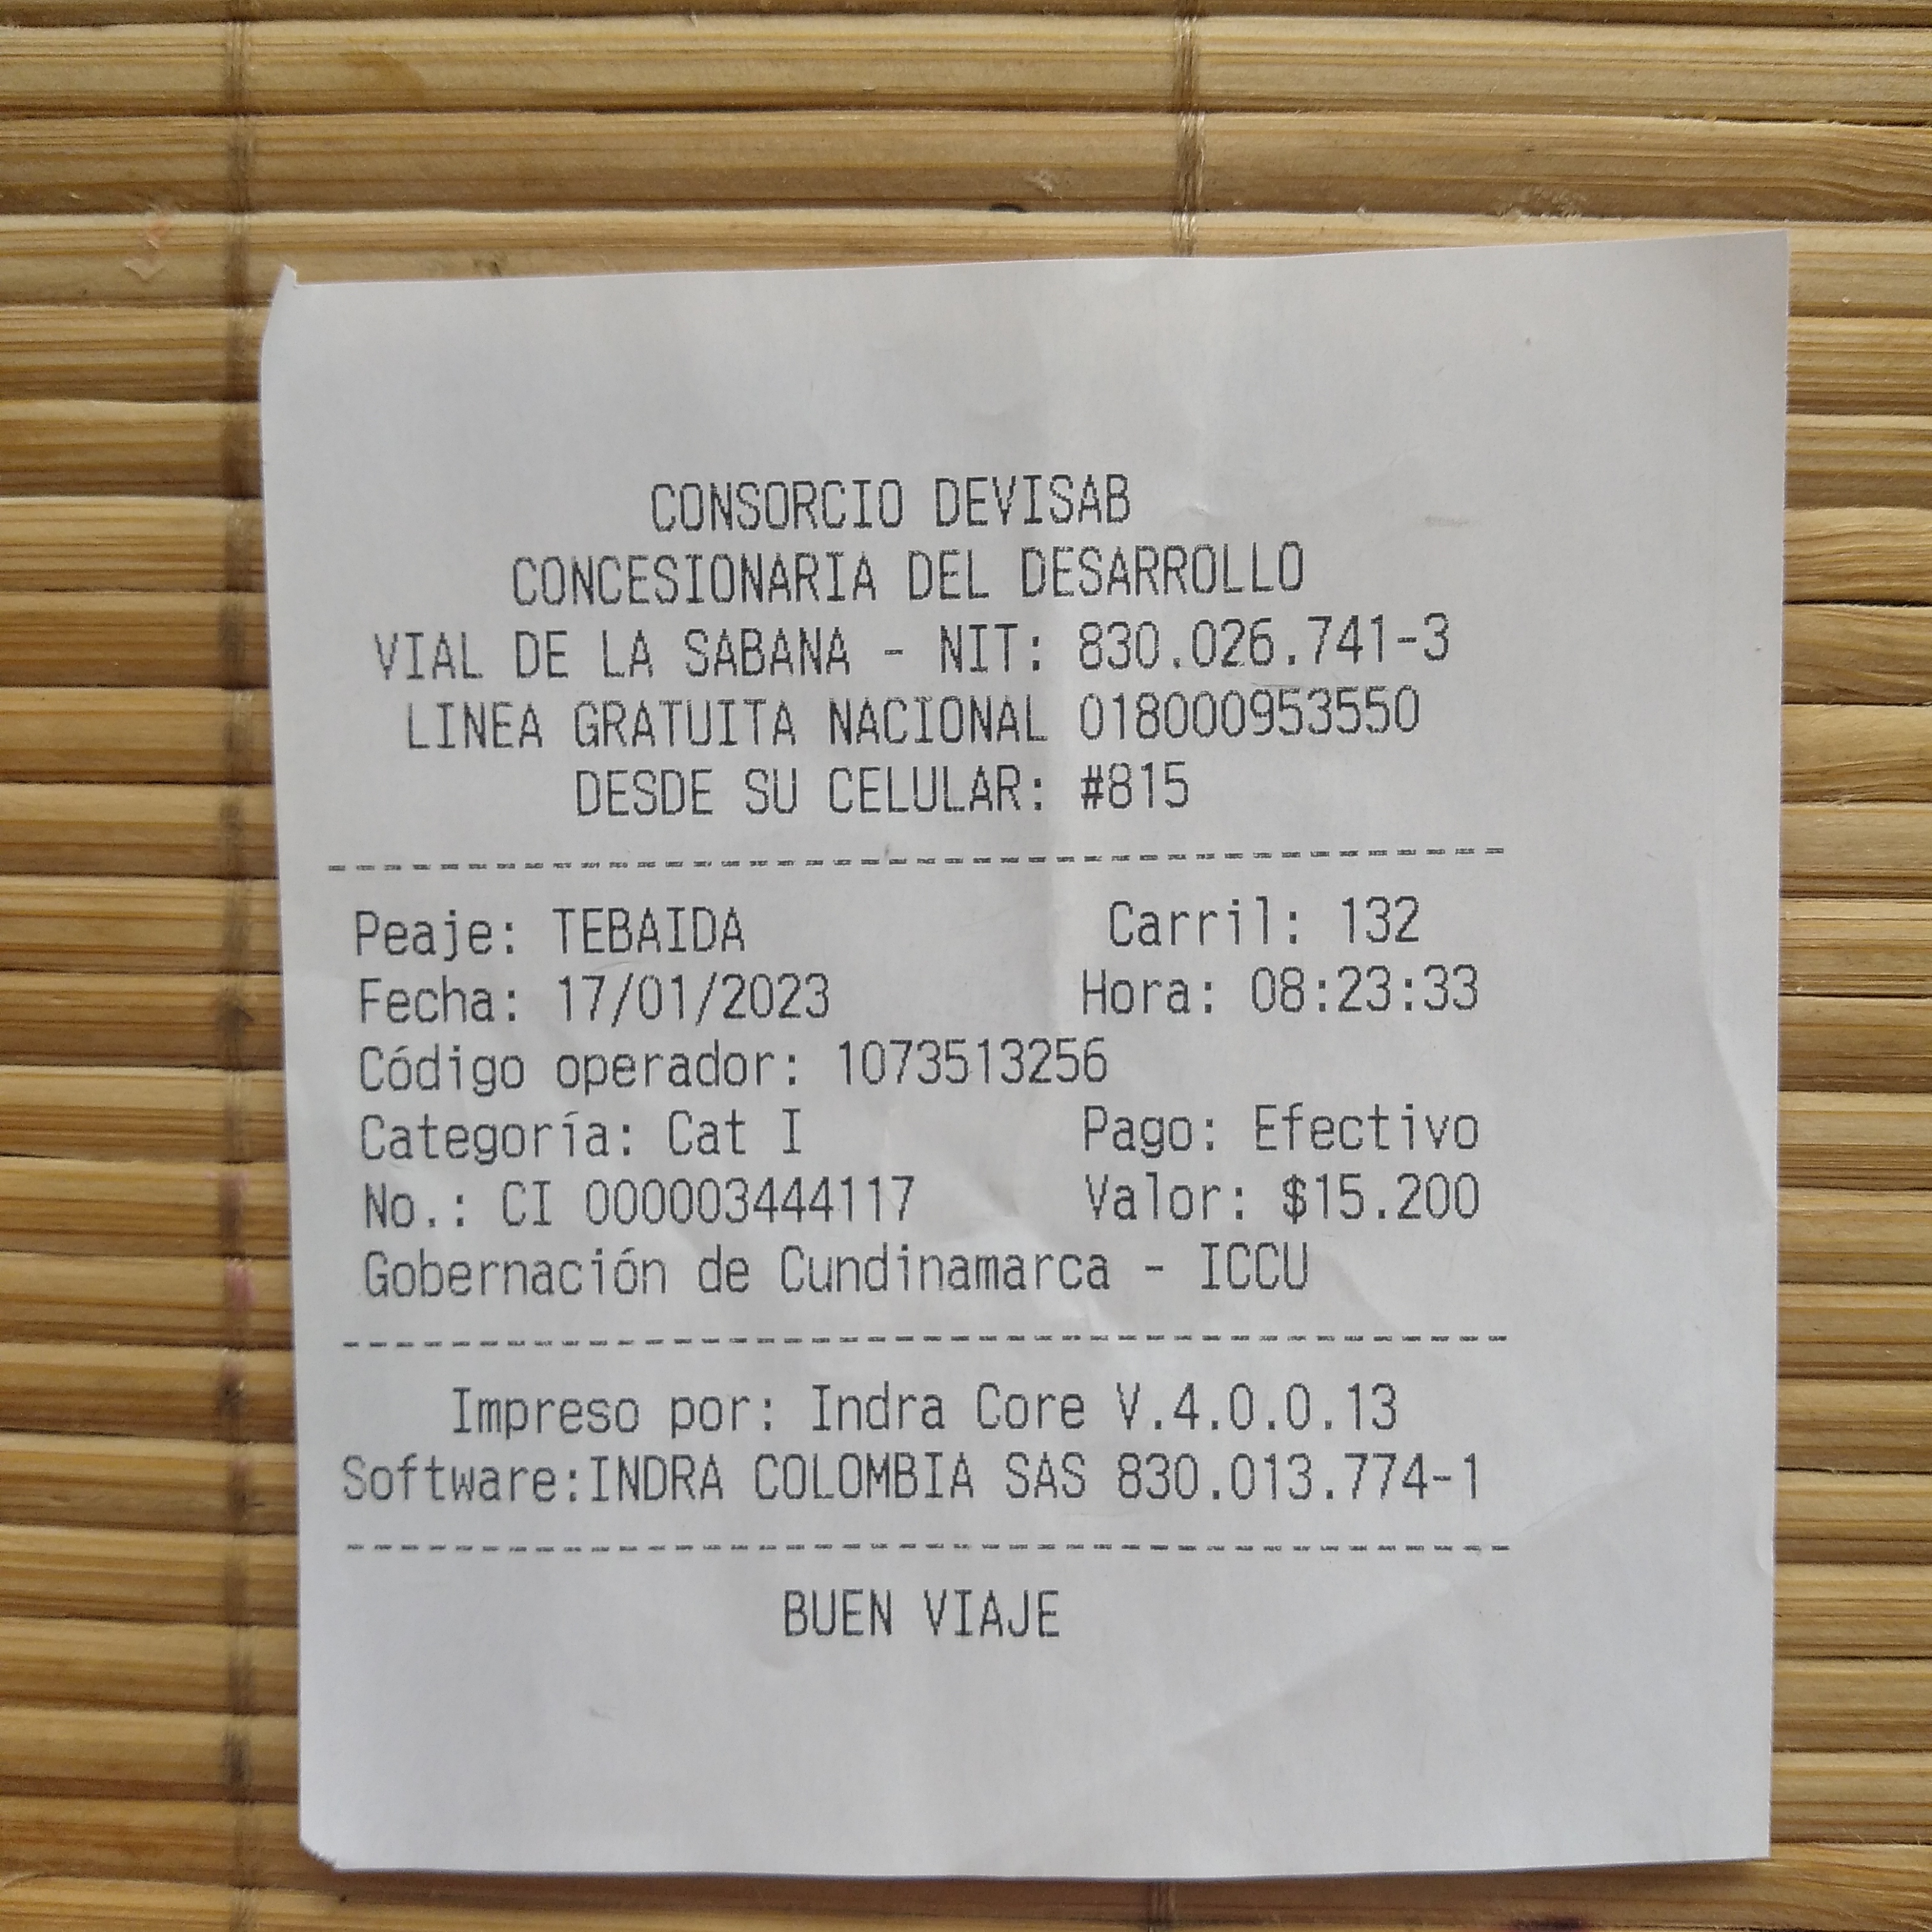 CONSORCIO DEVISAB
CONCESIONARIA DEL DESARROLLO
VIAL DE LA SABANA - NIT: 830.026.741-3
LINEA GRATUITA NACIONAL 018000953550
DESDE SU CELULAR: #815
Peaje: TEBAIDA Carril: 132
Fecha: 17/01/2023 Hora: 08:23:33
Código operador: 1073513256
Categoría: Cat I Pago: Efectivo
No.: CI 000003444117 Valor: $15.200
Gobernación de Cundinamarca - ICCU
Impreso por: Indra Core V.4.0.0.13
Software:INDRA COLOMBIA SAS 830.013.774-1
BUEN VIAJE